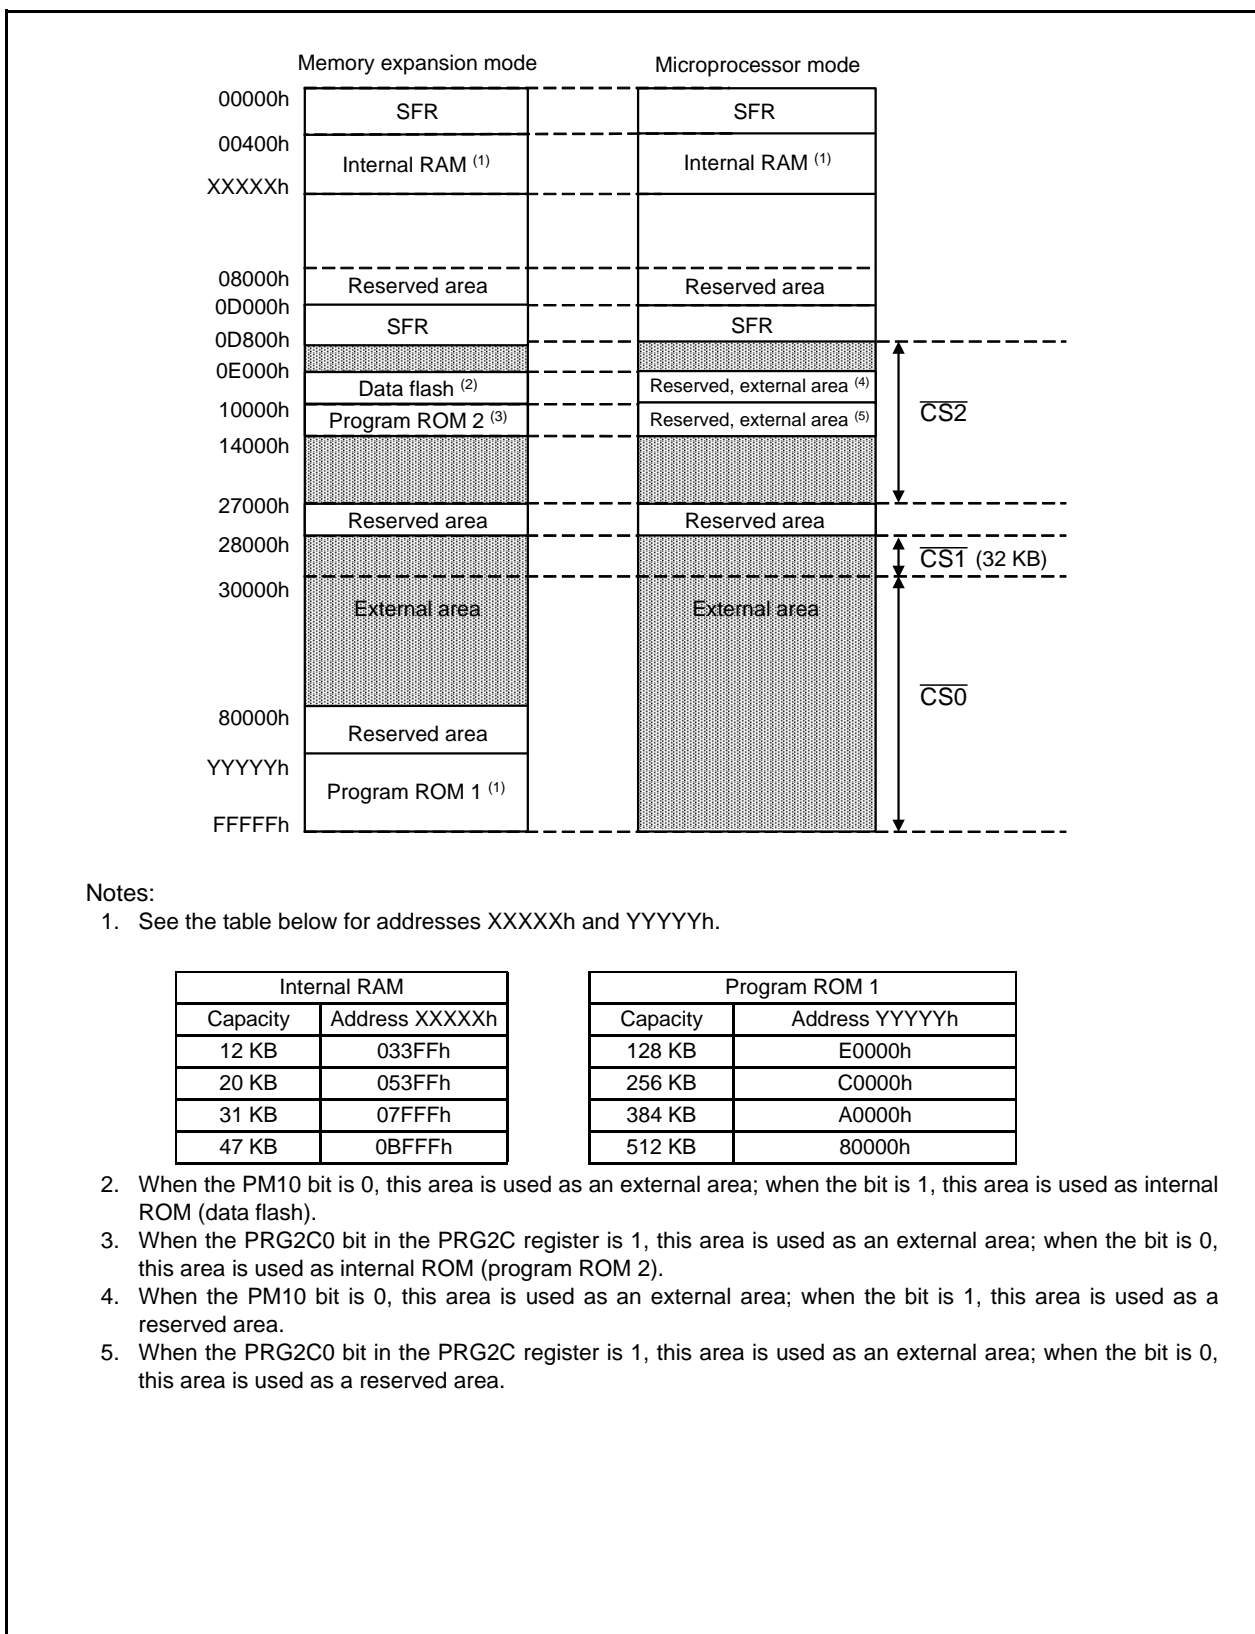 Memory expansion mode Microprocessor mode
00000h SFR SFR
00400h
Internal RAM (1) Internal RAM (1)
XXXXXh
08000h
Reserved area Reserved area
0D000h
SFR SFR
0D800h
0E000h
Data flash (2) Reserved, external area (4)
10000h
Program ROM 2 (3) Reserved, external area (5)
CS2
14000h
27000h
Reserved area Reserved area
28000h
CS1 (32 KB)
30000h
External area External area
CS0
80000h
Reserved area
YYYYYh
Program ROM 1 (1)
FFFFFh
Notes:
1. See the table below for addresses XXXXXh and YYYYYh.
Internal RAM Program ROM 1
Capacity Address XXXXXh Capacity Address YYYYYh
12 KB 033FFh 128 KB E0000h
20 KB 053FFh 256 KB C0000h
31 KB 07FFFh 384 KB A0000h
47 KB 0BFFFh 512 KB 80000h
2. When the PM10 bit is 0, this area is used as an external area; when the bit is 1, this area is used as internal
ROM (data flash).
3. When the PRG2C0 bit in the PRG2C register is 1, this area is used as an external area; when the bit is 0,
this area is used as internal ROM (program ROM 2).
4. When the PM10 bit is 0, this area is used as an external area; when the bit is 1, this area is used as a
reserved area.
5. When the PRG2C0 bit in the PRG2C register is 1, this area is used as an external area; when the bit is 0,
this area is used as a reserved area.